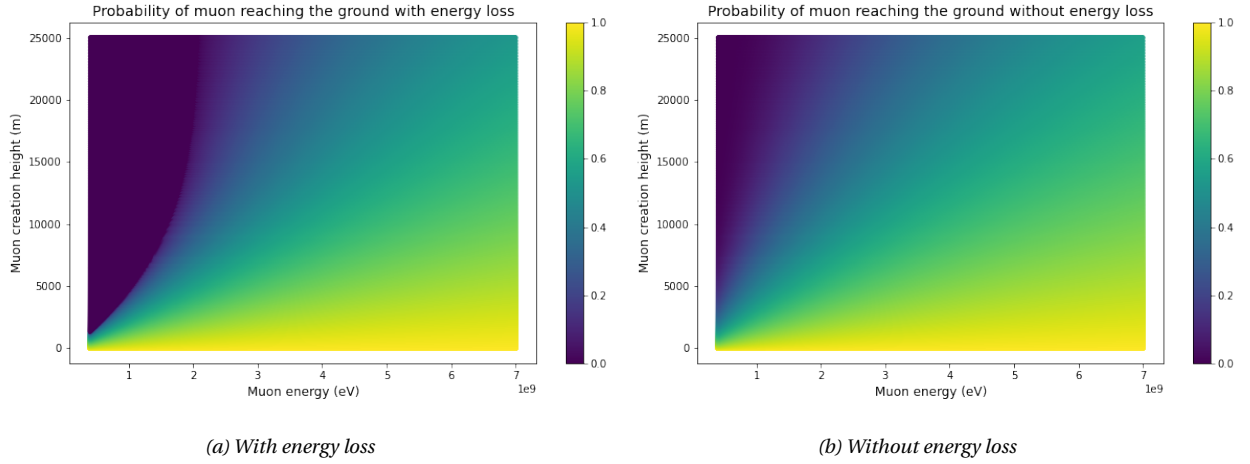 Probability of muon reaching the ground with energy loss
25000
20000
15000
10000
5000
0
Muon creation height (m)
1 2 3 4 5 6 7
1e9
Muon energy (eV)
1.0
0.8
0.6
0.4
0.2
0.0
(a) With energy loss
Probability of muon reaching the ground without energy loss
25000
20000
15000
10000
5000
0
Muon creation height (m)
1 2 3 4 5 6 7
1e9
Muon energy (eV)
1.0
0.8
0.6
0.4
0.2
0.0
(b) Without energy loss